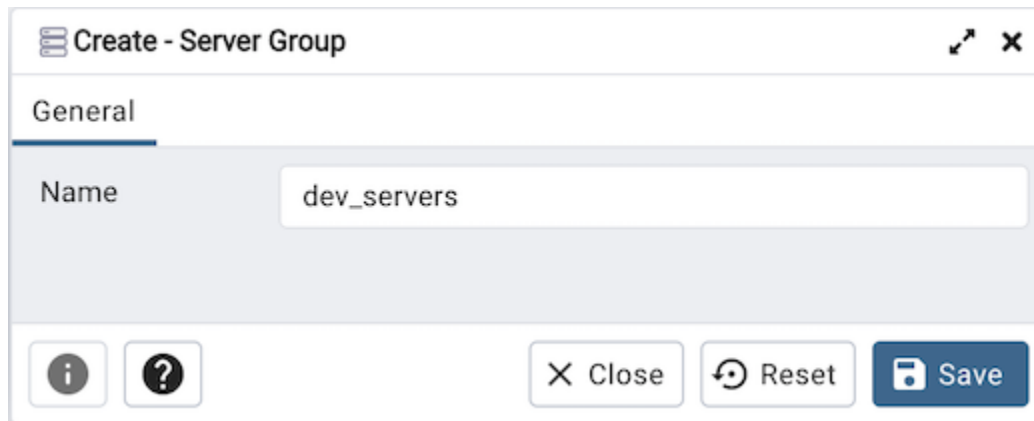 Create - Server Group
General
Name
dev_servers
Close
Reset
Save